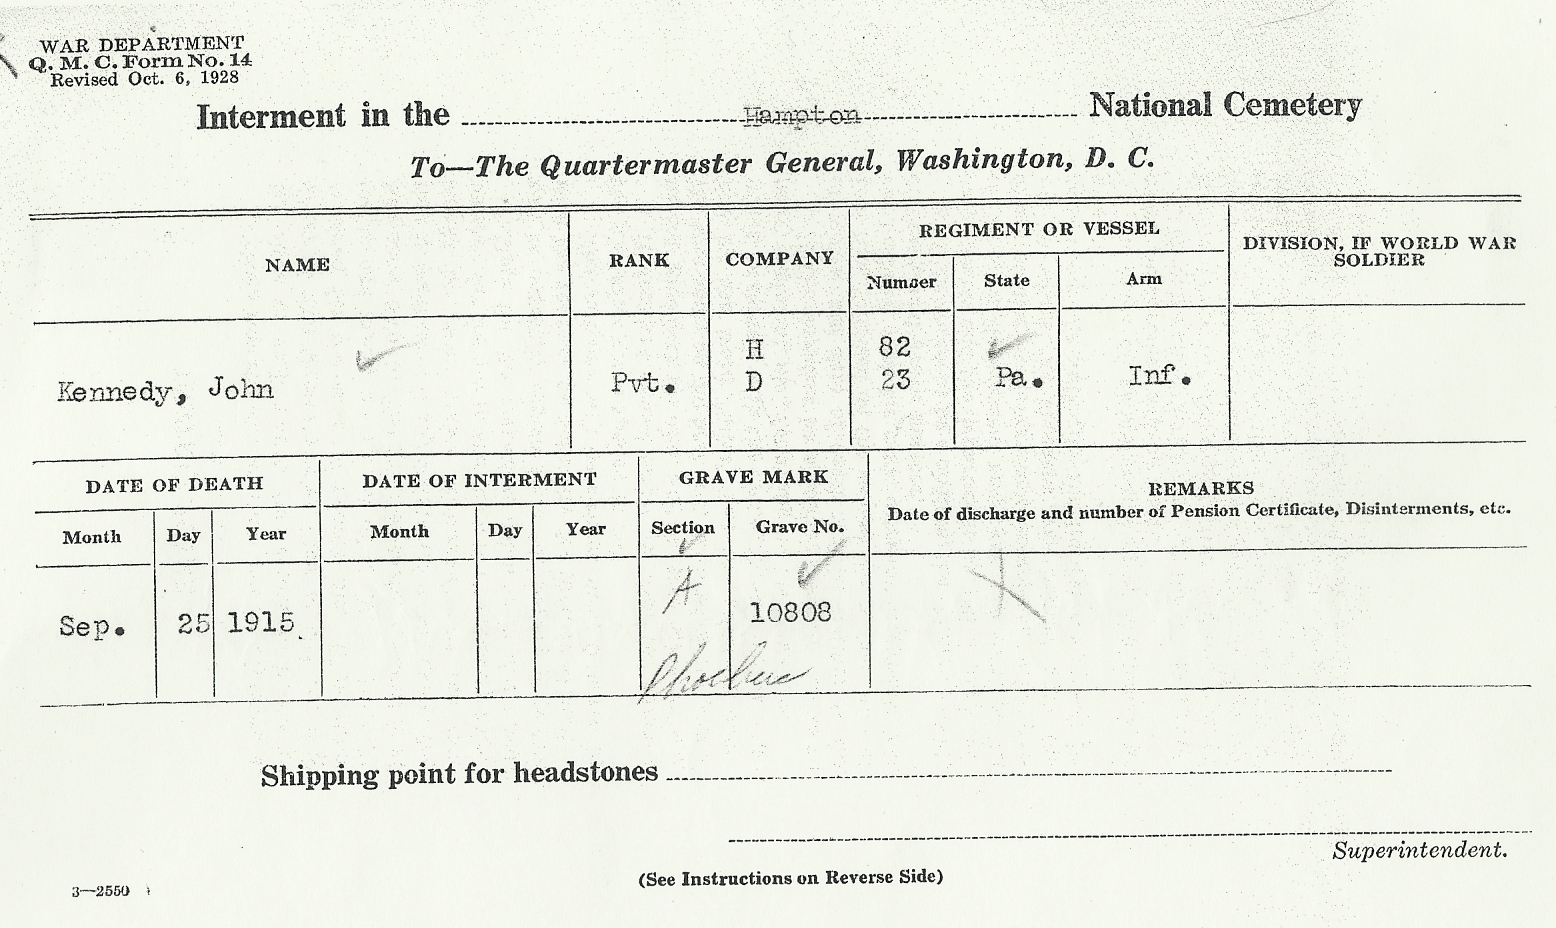 WAR DEPARTMENT
Q. M. C. Form No. 14
Revised Oct. 6, 1928
Interment in the Hampton National Cemetery
To—The Quartermaster General, Washington, D. C.
NAME
RANK
COMPANY
REGIMENT OR VESSEL
Number
State
Arm
DIVISION, IF WORLD WAR
SOLDIER
Kennedy, John
Pvt.
H
D
82
23
Pa.
Inf.
DATE OF DEATH
DATE OF INTERMENT
GRAVE MARK
REMARKS
Date of discharge and number of Pension Certificate, Disinterments, etc.
Month
Day
Year
Month
Day
Year
Section
Grave No.
Sep.
25
1915
A
10808
Phoebus
Shipping point for headstones
Superintendent.
(See Instructions on Reverse Side)
3—2550